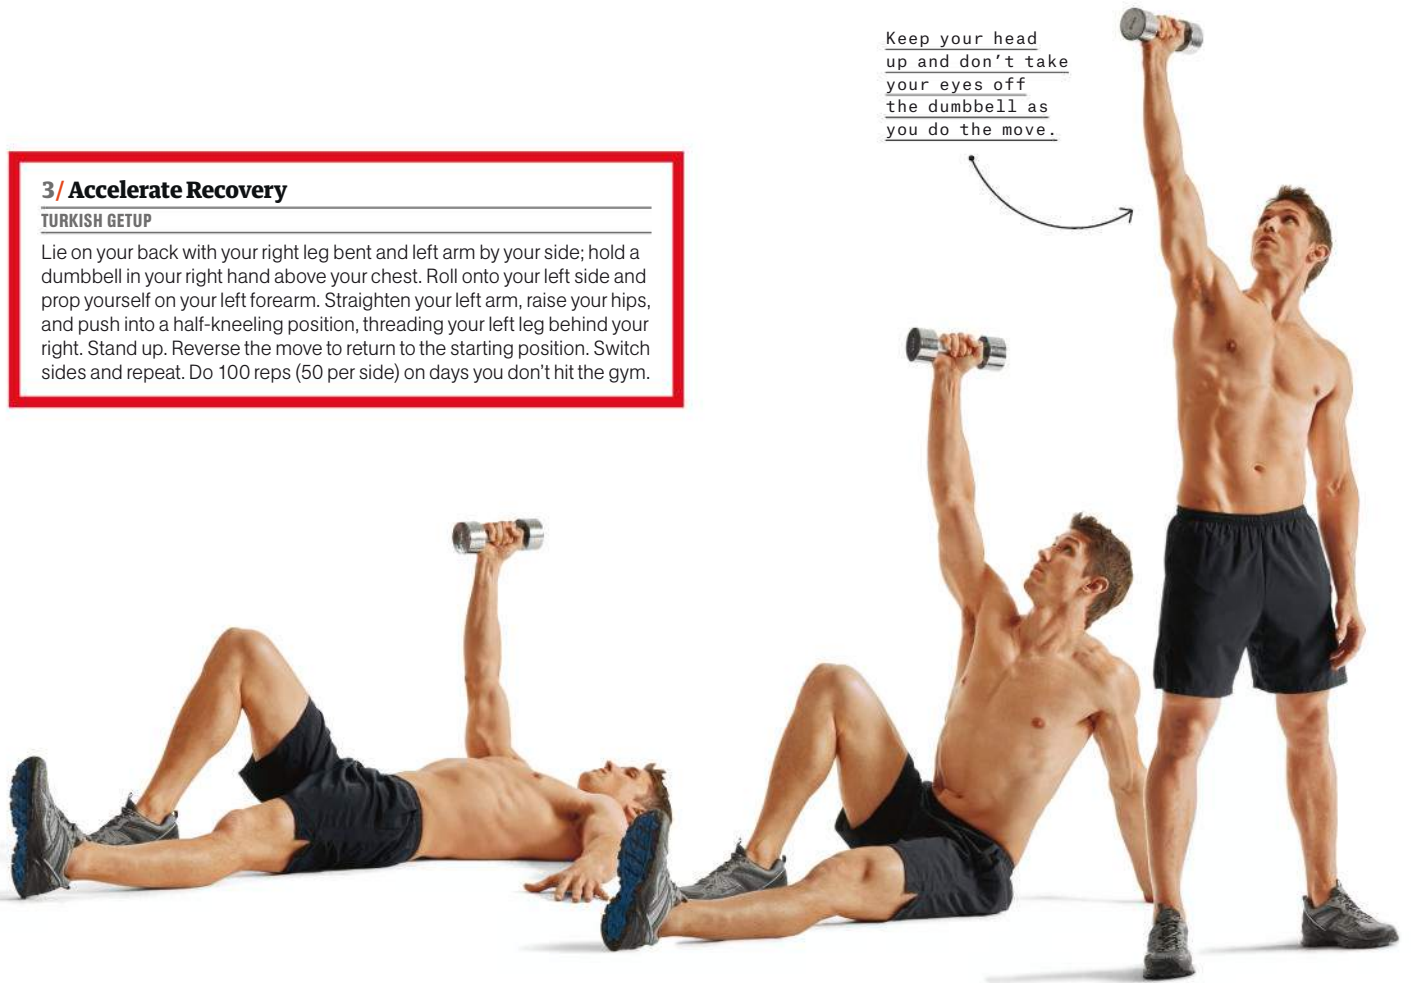 3/ Accelerate Recovery
TURKISH GETUP
Lie on your back with your right leg bent and left arm by your side; hold a
dumbbell in your right hand above your chest. Roll onto your left side and
prop yourself on your left forearm. Straighten your left arm, raise your hips,
and push into a half-kneeling position, threading your left leg behind your
right. Stand up. Reverse the move to return to the starting position. Switch
sides and repeat. Do 100 reps (50 per side) on days you don't hit the gym.
Keep your head
up and don't take
your eyes off
the dumbbell as
you do the move.